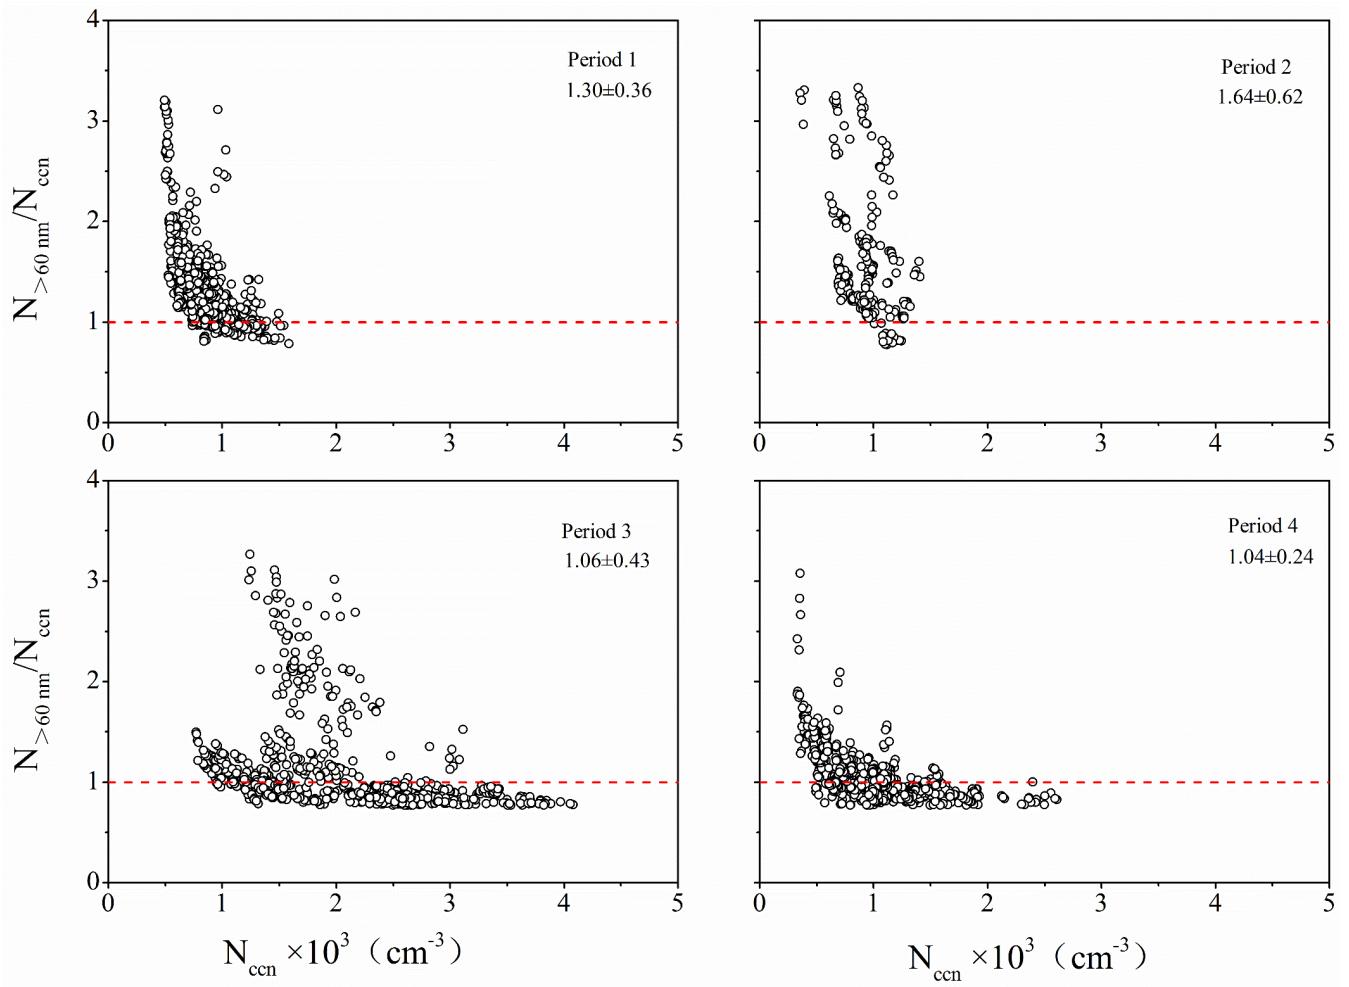 4
3
2
1
0
0 1 2 3 4 5
N>60 nm/Nccn
Period 1
1.30±0.36
Period 2
1.64±0.62
0 1 2 3 4 5
4
3
2
1
0
0 1 2 3 4 5
N>60 nm/Nccn
Period 3
1.06±0.43
Period 4
1.04±0.24
0 1 2 3 4 5
Nccn ×10³（cm⁻³）
Nccn ×10³（cm⁻³）